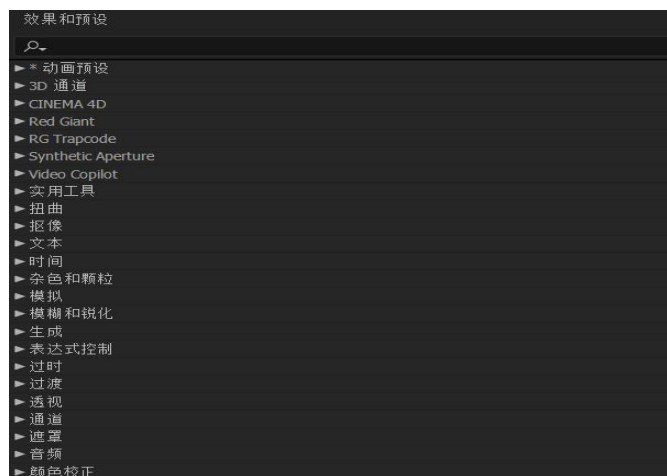 效果和预设
* 动画预设
3D 通道
CINEMA 4D
Red Giant
RG Trapcode
Synthetic Aperture
Video Copilot
实用工具
扭曲
抠像
文本
时间
杂色和颗粒
模拟
模糊和锐化
生成
表达式控制
过时
过渡
透视
通道
遮罩
音频
颜色校正